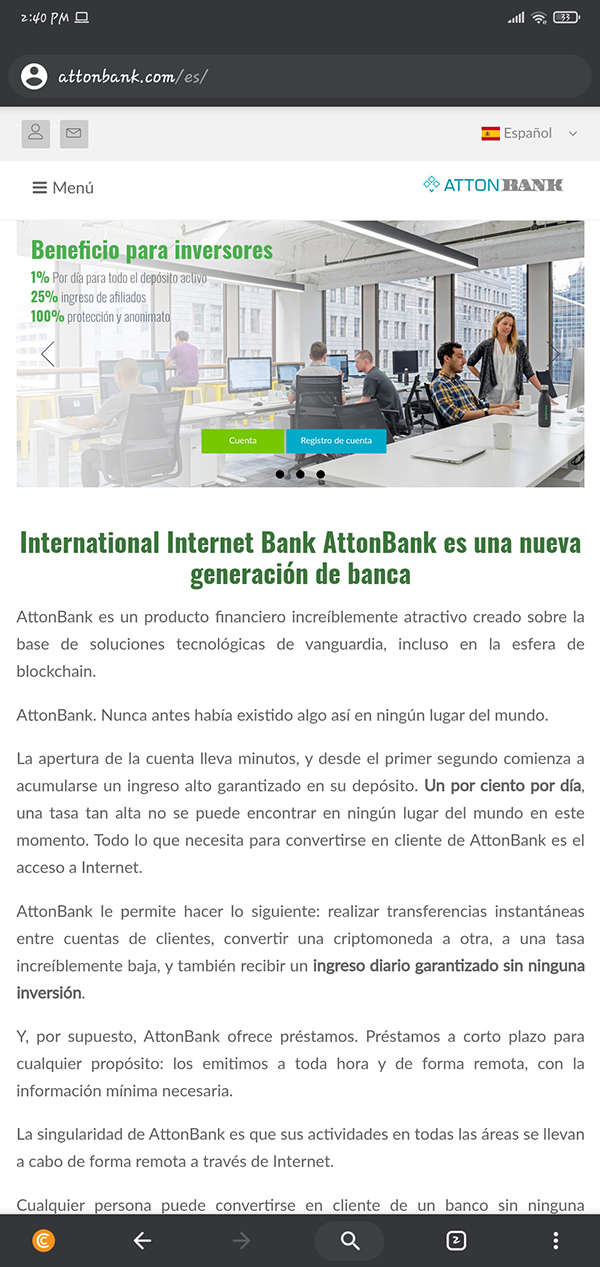 2:40 PM
33
attonbank.com/es/
Español
Menú
ATTONBANK
Beneficio para inversores
1% Por día para todo el depósito activo
25% ingreso de afiliados
100% protección y anonimato
Cuenta
Registro de cuenta
International Internet Bank AttonBank es una nueva
generación de banca
AttonBank es un producto financiero increíblemente atractivo creado sobre la
base de soluciones tecnológicas de vanguardia, incluso en la esfera de
blockchain.
AttonBank. Nunca antes había existido algo así en ningún lugar del mundo.
La apertura de la cuenta lleva minutos, y desde el primer segundo comienza a
acumularse un ingreso alto garantizado en su depósito. Un por ciento por día,
una tasa tan alta no se puede encontrar en ningún lugar del mundo en este
momento. Todo lo que necesita para convertirse en cliente de AttonBank es el
acceso a Internet.
AttonBank le permite hacer lo siguiente: realizar transferencias instantáneas
entre cuentas de clientes, convertir una criptomoneda a otra, a una tasa
increíblemente baja, y también recibir un ingreso diario garantizado sin ninguna
inversión.
Y, por supuesto, AttonBank ofrece préstamos. Préstamos a corto plazo para
cualquier propósito: los emitimos a toda hora y de forma remota, con la
información mínima necesaria.
La singularidad de AttonBank es que sus actividades en todas las áreas se llevan
a cabo de forma remota a través de Internet.
Cualquier persona puede convertirse en cliente de un banco sin ninguna
2